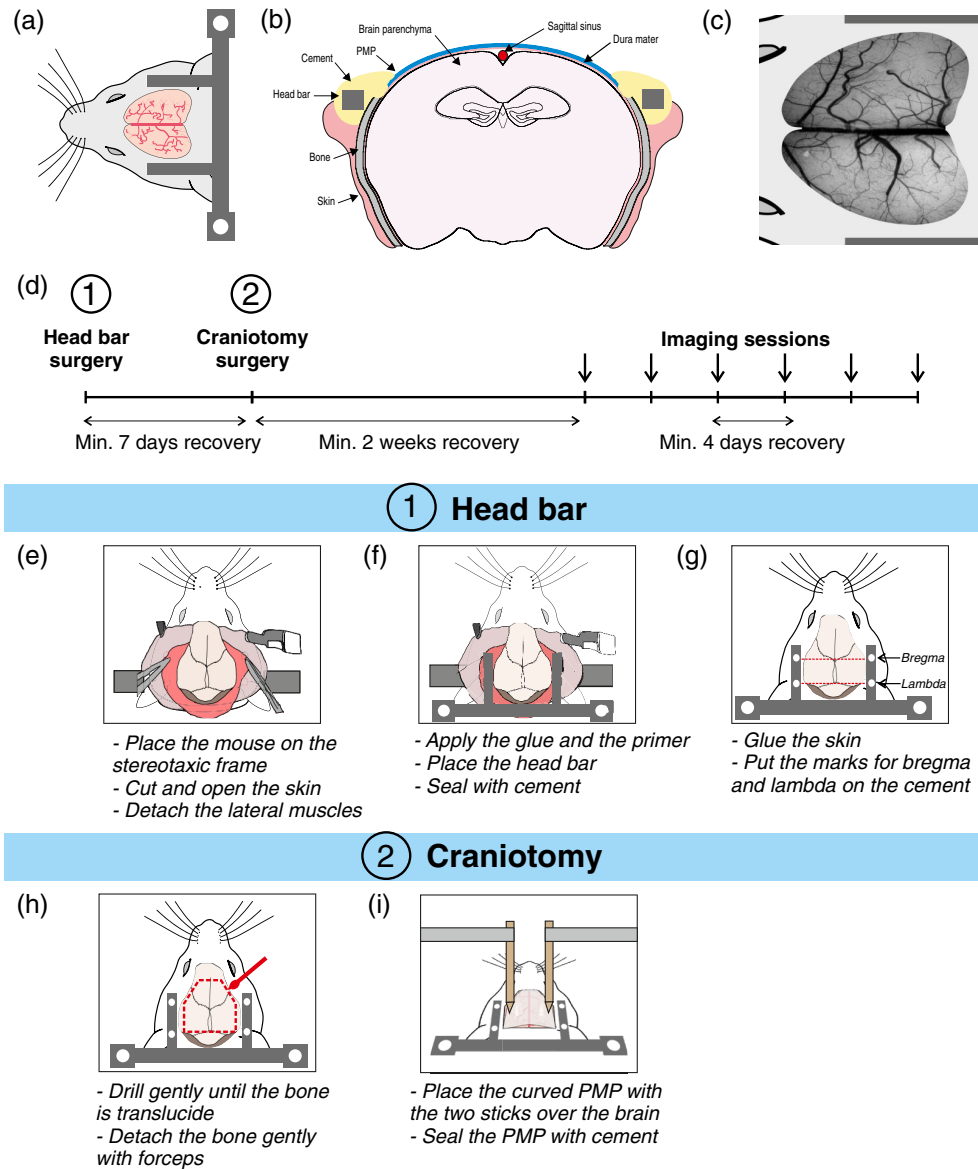 (a)
(b)
Brain parenchyma
Sagittal sinus
PMP
Dura mater
Cement
Head bar
Bone
Skin
(c)
(d)
1
2
Head bar
surgery
Craniotomy
surgery
Imaging sessions
Min. 7 days recovery
Min. 2 weeks recovery
Min. 4 days recovery
1 Head bar
(e)
- Place the mouse on the
stereotaxic frame
- Cut and open the skin
- Detach the lateral muscles
(f)
- Apply the glue and the primer
- Place the head bar
- Seal with cement
(g)
Bregma
Lambda
- Glue the skin
- Put the marks for bregma
and lambda on the cement
2 Craniotomy
(h)
- Drill gently until the bone
is translucide
- Detach the bone gently
with forceps
(i)
- Place the curved PMP with
the two sticks over the brain
- Seal the PMP with cement